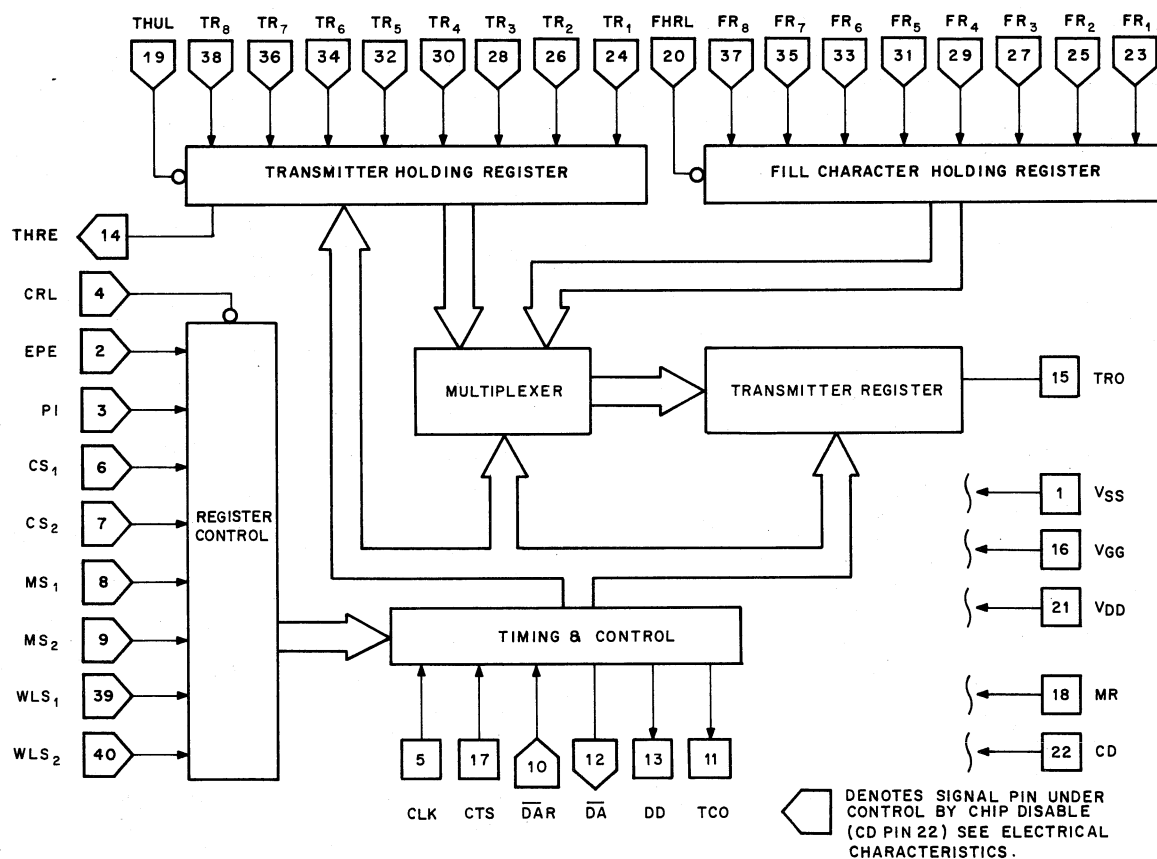 THUL TR8 TR7 TR6 TR5 TR4 TR3 TR2 TR1 FHRL FR8 FR7 FR6 FR5 FR4 FR3 FR2 FR1
19 38 36 34 32 30 28 26 24 20 37 35 33 31 29 27 25 23
TRANSMITTER HOLDING REGISTER
FILL CHARACTER HOLDING REGISTER
THRE 14
CRL 4
EPE 2
PI 3
CS1 6
CS2 7
MS1 8
MS2 9
WLS1 39
WLS2 40
REGISTER
CONTROL
MULTIPLEXER
TRANSMITTER REGISTER
15 TRO
1 VSS
16 VGG
21 VDD
18 MR
22 CD
TIMING & CONTROL
5 17 10 12 13 11
CLK CTS D̅A̅R D̅A̅ DD TCO
DENOTES SIGNAL PIN UNDER
CONTROL BY CHIP DISABLE
(CD PIN 22) SEE ELECTRICAL
CHARACTERISTICS.